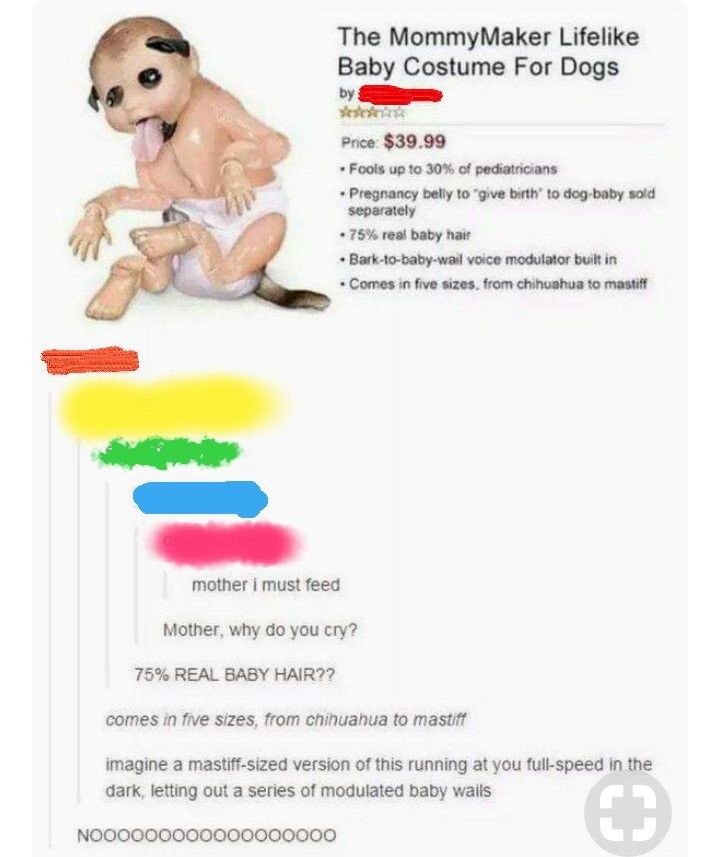 The MommyMaker Lifelike
Baby Costume For Dogs
by
Price: $39.99
• Fools up to 30% of pediatricians
• Pregnancy belly to "give birth" to dog-baby sold
separately
• 75% real baby hair
• Bark-to-baby-wail voice modulator built in
• Comes in five sizes, from chihuahua to mastiff
mother i must feed
Mother, why do you cry?
75% REAL BABY HAIR??
comes in five sizes, from chihuahua to mastiff
imagine a mastiff-sized version of this running at you full-speed in the
dark, letting out a series of modulated baby wails
NOOOOOOOOOOOOOOOOOOO